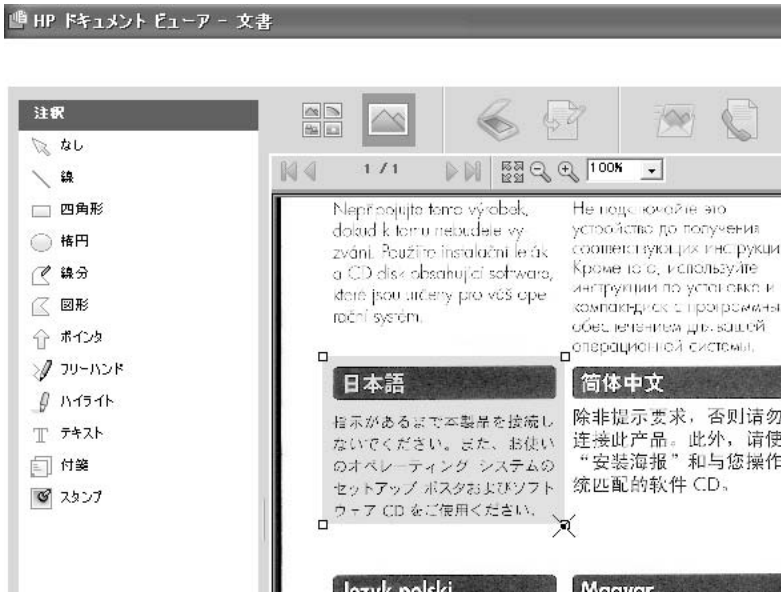 HP ドキュメント ビューア - 文書
注釈
なし
線
四角形
楕円
線分
図形
ポインタ
フリーハンド
ハイライト
テキスト
付箋
スタンプ
1 / 1
100%
Nepřipojujte tento výrobek,
dokud k tomu nebudete vy
zváni. Použijte instalační leták
a CD disk obsahující software,
které jsou určeny pro váš ope
rační systém.
Не подключайте это
устройство до получения
соответствующих инструкци
Кроме того, используйте
инструкции по установке и
компакт-диск с программны
обеспечением для вашей
операционной системы.
日本語
指示があるまで本製品を接続し
ないでください。また、お使い
のオペレーティング システムの
セットアップ ポスタおよびソフト
ウェア CD をご使用ください。
简体中文
除非提示要求，否则请勿
连接此产品。此外，请使
“安装海报”和与您操作
统匹配的软件 CD。
Język polski
Magyar